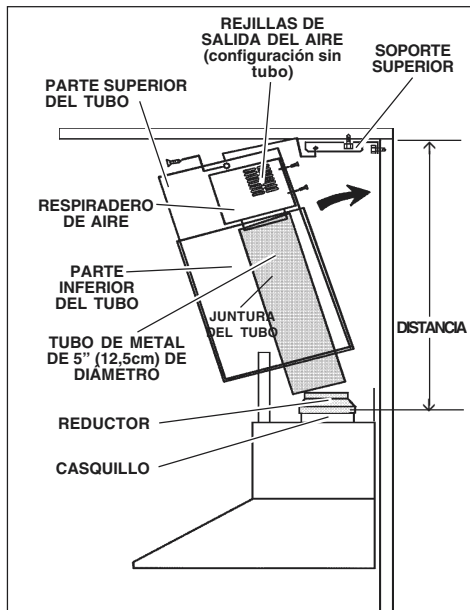 REJILLAS DE
SALIDA DEL AIRE
(configuración sin
tubo)
SOPORTE
SUPERIOR
PARTE SUPERIOR
DEL TUBO
RESPIRADERO
DE AIRE
PARTE
INFERIOR
DEL TUBO
JUNTURA
DEL TUBO
DISTANCIA
TUBO DE METAL
DE 5” (12,5cm) DE
DIÁMETRO
REDUCTOR
CASQUILLO